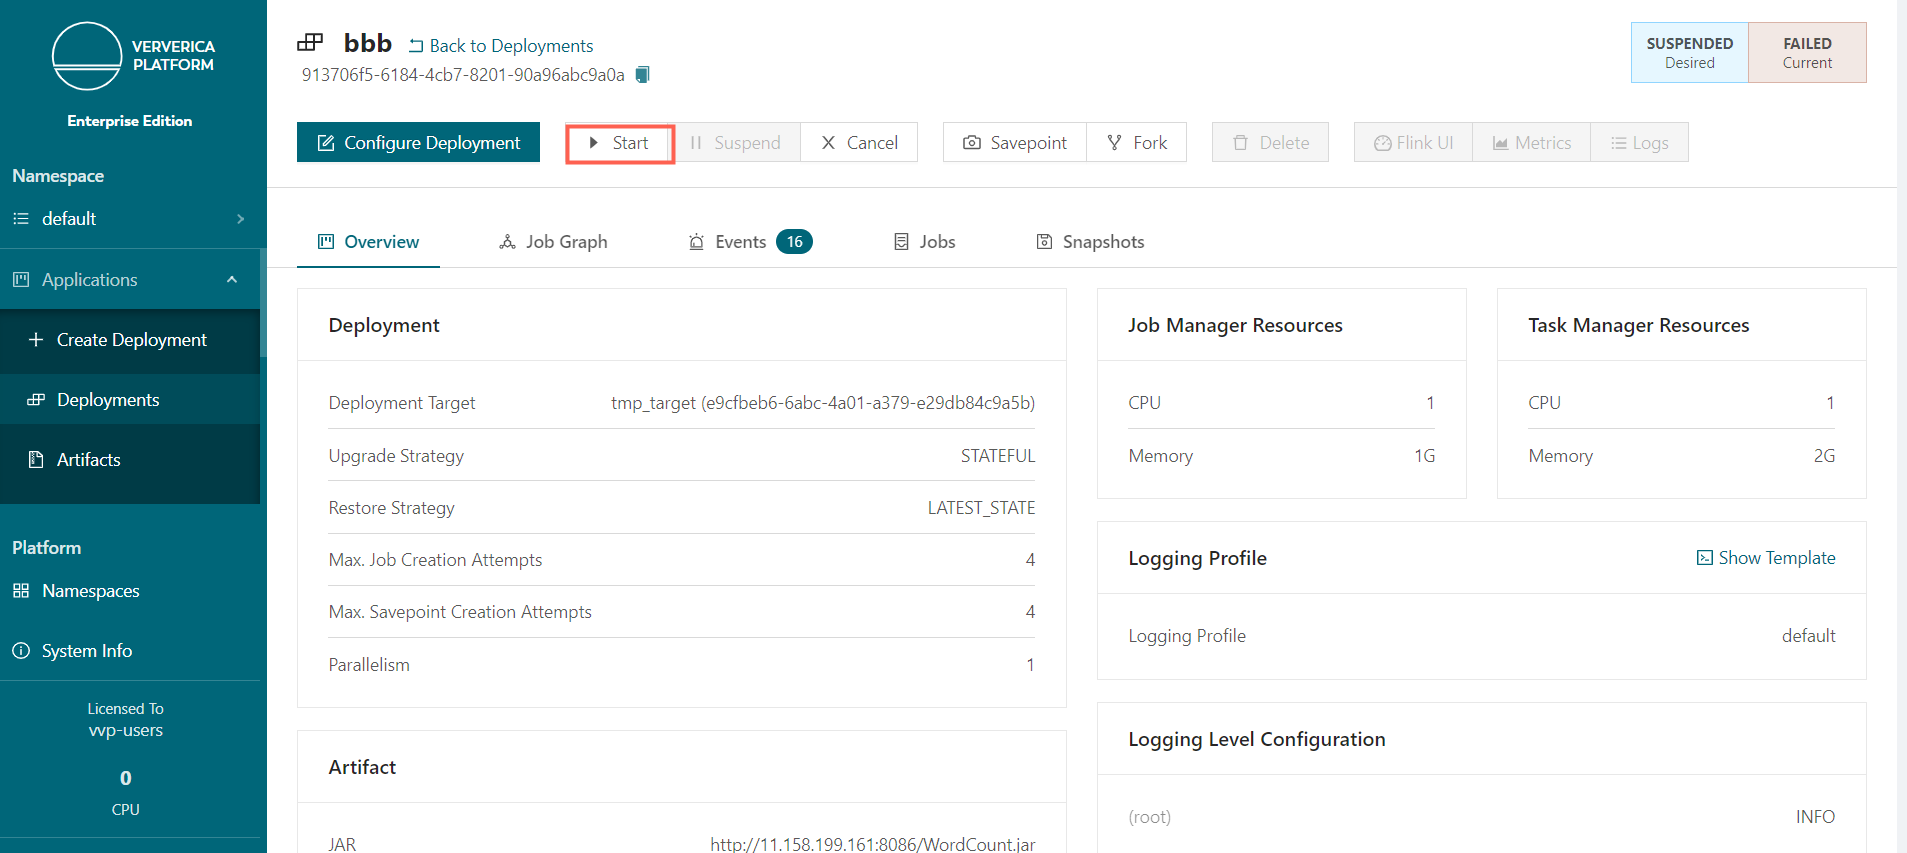 VERVERICA
PLATFORM
Enterprise Edition
Namespace
default
Applications
Create Deployment
Deployments
Artifacts
Platform
Namespaces
System Info
Licensed To
vvp-users
0
CPU
bbb Back to Deployments
913706f5-6184-4cb7-8201-90a96abc9a0a
SUSPENDED
Desired
FAILED
Current
Configure Deployment Start Suspend Cancel Savepoint Fork Delete Flink UI Metrics Logs
Overview Job Graph Events 16 Jobs Snapshots
Deployment
Deployment Target tmp_target (e9cfbeb6-6abc-4a01-a379-e29db84c9a5b)
Upgrade Strategy STATEFUL
Restore Strategy LATEST_STATE
Max. Job Creation Attempts 4
Max. Savepoint Creation Attempts 4
Parallelism 1
Artifact
JAR http://11.158.199.161:8086/WordCount.jar
Job Manager Resources
CPU 1
Memory 1G
Task Manager Resources
CPU 1
Memory 2G
Logging Profile Show Template
Logging Profile default
Logging Level Configuration
(root) INFO